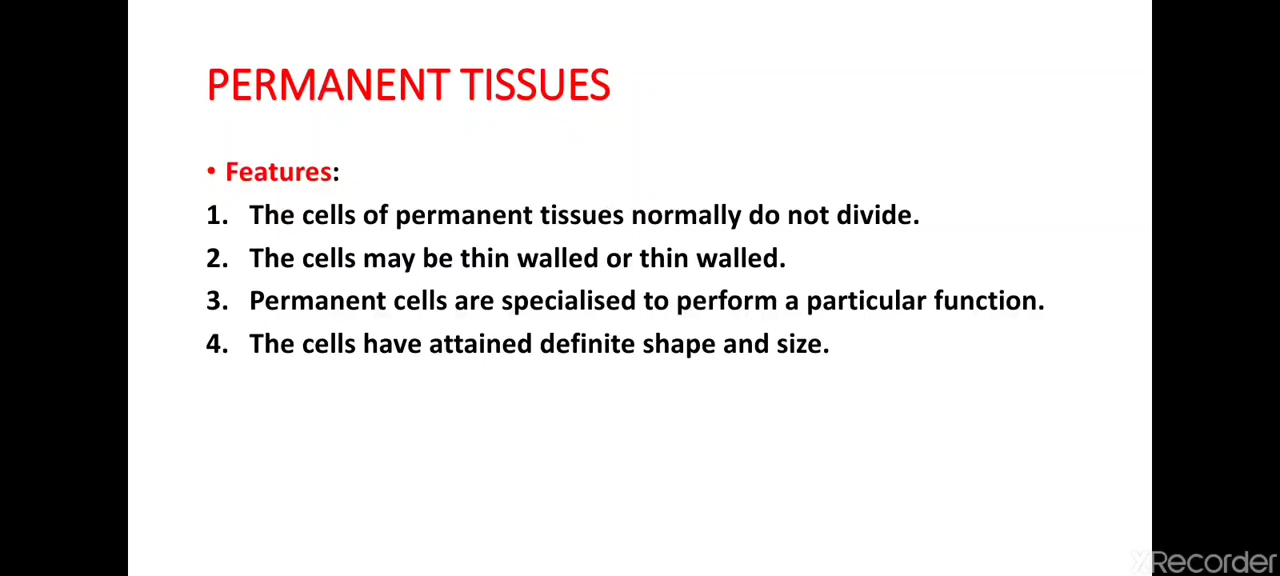 PERMANENT TISSUES
• Features:
1. The cells of permanent tissues normally do not divide.
2. The cells may be thin walled or thin walled.
3. Permanent cells are specialised to perform a particular function.
4. The cells have attained definite shape and size.
XRecorder